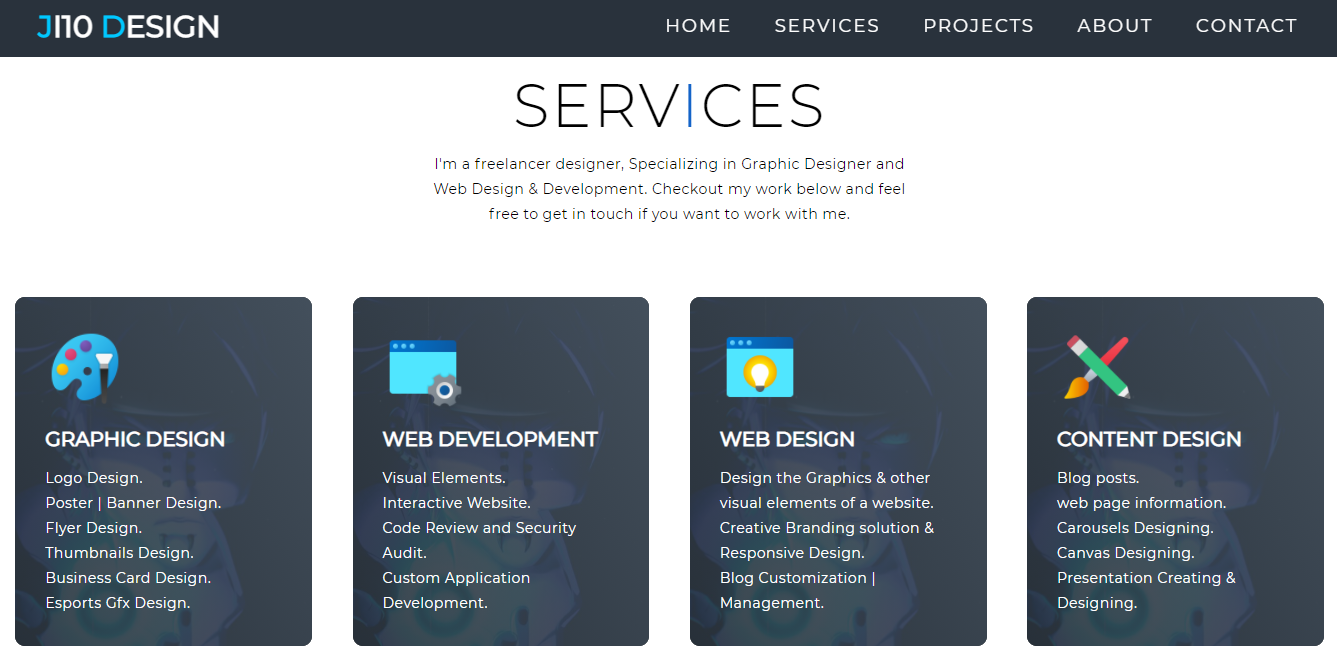 JI10 DESIGN
HOME SERVICES PROJECTS ABOUT CONTACT
SERVICES
I'm a freelancer designer, Specializing in Graphic Designer and
Web Design & Development. Checkout my work below and feel
free to get in touch if you want to work with me.
GRAPHIC DESIGN
Logo Design.
Poster | Banner Design.
Flyer Design.
Thumbnails Design.
Business Card Design.
Esports Gfx Design.
WEB DEVELOPMENT
Visual Elements.
Interactive Website.
Code Review and Security
Audit.
Custom Application
Development.
WEB DESIGN
Design the Graphics & other
visual elements of a website.
Creative Branding solution &
Responsive Design.
Blog Customization |
Management.
CONTENT DESIGN
Blog posts.
web page information.
Carousels Designing.
Canvas Designing.
Presentation Creating &
Designing.